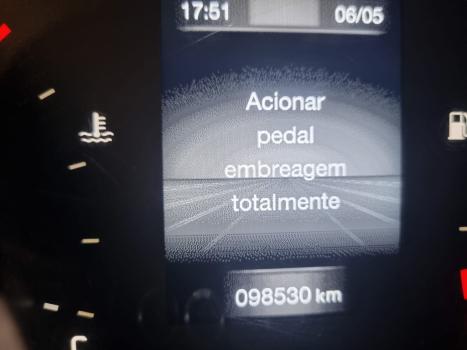 17:51 06/05
Acionar
pedal
embreagem
totalmente
098530 km
C